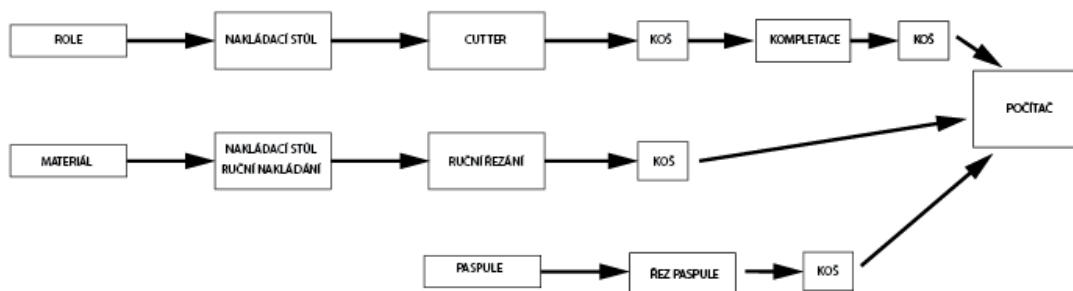 ROLE
NAKLÁDACÍ STŮL
CUTTER
KOŠ
KOMPLETACE
KOŠ
POČÍTAČ
MATERIÁL
NAKLÁDACÍ STŮL
RUČNÍ NAKLÁDÁNÍ
RUČNÍ ŘEZÁNÍ
KOŠ
PASPULE
ŘEZ PASPULE
KOŠ